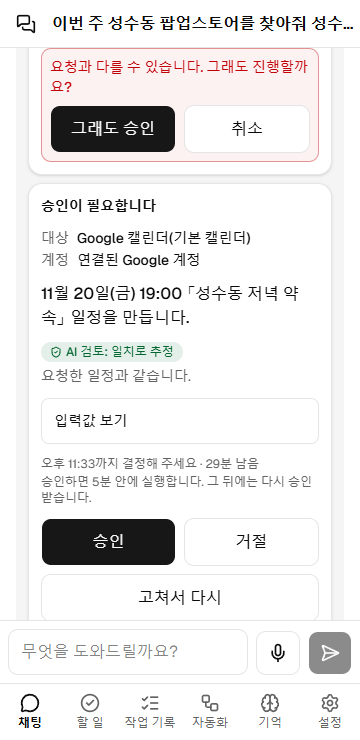 이번 주 성수동 팝업스토어를 찾아줘 성수...
요청과 다를 수 있습니다. 그래도 진행할까
요?
그래도 승인
취소
승인이 필요합니다
대상 Google 캘린더(기본 캘린더)
계정 연결된 Google 계정
11월 20일(금) 19:00 「성수동 저녁 약
속」 일정을 만듭니다.
AI 검토: 일치로 추정
요청한 일정과 같습니다.
입력값 보기
오후 11:33까지 결정해 주세요 · 29분 남음
승인하면 5분 안에 실행합니다. 그 뒤에는 다시 승인
받습니다.
승인
거절
고쳐서 다시
무엇을 도와드릴까요?
채팅
할 일
작업 기록
자동화
기억
설정